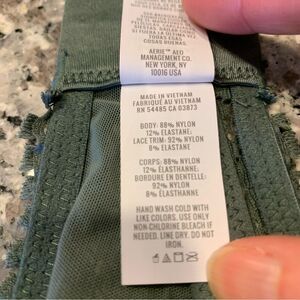 COSAS BUENAS.
AERIE™ AEO
MANAGEMENT CO.
NEW YORK, NY
10016 USA
MADE IN VIETNAM
FABRIQUÉ AU VIETNAM
RN 54485 CA 03873
BODY: 88% NYLON
12% ELASTANE;
LACE TRIM: 92% NYLON
8% ELASTANE.
CORPS: 88% NYLON
12% ÉLASTHANNE;
BORDURE EN DENTELLE:
92% NYLON
8% ÉLASTHANNE.
HAND WASH COLD WITH
LIKE COLORS. USE ONLY
NON-CHLORINE BLEACH IF
NEEDED. LINE DRY. DO NOT
IRON.